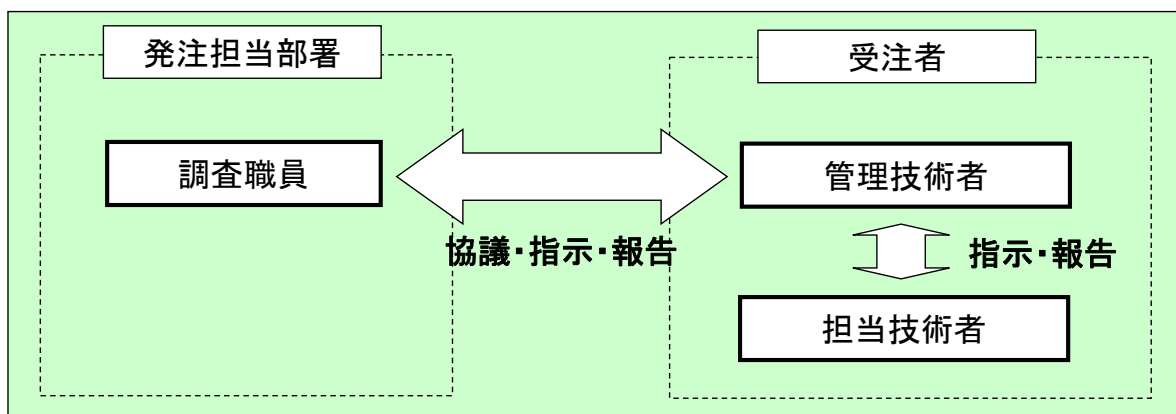 発注担当部署
受注者
調査職員
管理技術者
協議・指示・報告
指示・報告
担当技術者